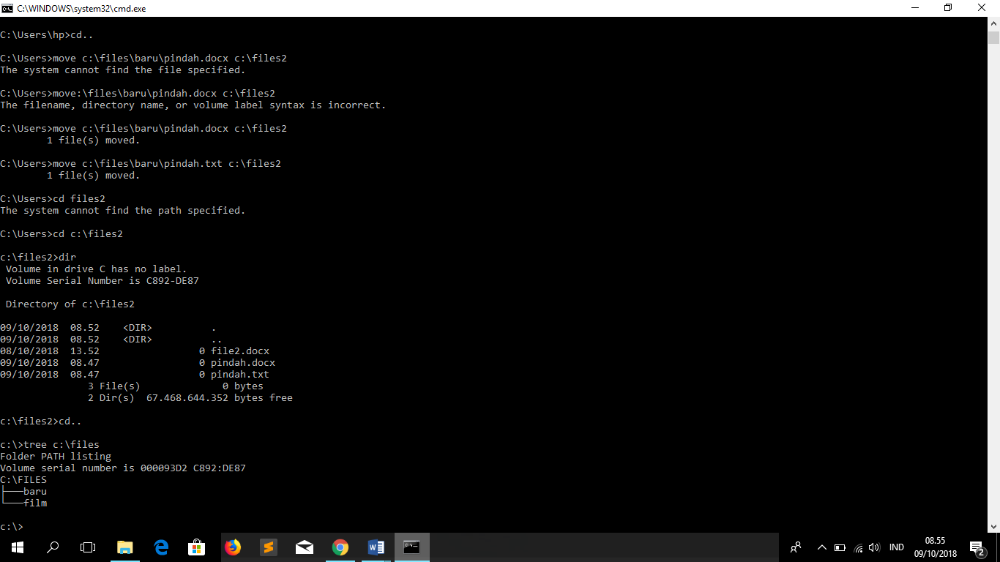 C:\WINDOWS\system32\cmd.exe
C:\Users\hp>cd..
C:\Users>move c:\files\baru\pindah.docx c:\files2
The system cannot find the file specified.
C:\Users>move:\files\baru\pindah.docx c:\files2
The filename, directory name, or volume label syntax is incorrect.
C:\Users>move c:\files\baru\pindah.docx c:\files2
        1 file(s) moved.
C:\Users>move c:\files\baru\pindah.txt c:\files2
        1 file(s) moved.
C:\Users>cd files2
The system cannot find the path specified.
C:\Users>cd c:\files2
c:\files2>dir
 Volume in drive C has no label.
 Volume Serial Number is C892-DE87
 Directory of c:\files2
09/10/2018  08.52    <DIR>          .
09/10/2018  08.52    <DIR>          ..
08/10/2018  13.52                 0 file2.docx
09/10/2018  08.47                 0 pindah.docx
09/10/2018  08.47                 0 pindah.txt
               3 File(s)              0 bytes
               2 Dir(s)  67.468.644.352 bytes free
c:\files2>cd..
c:\>tree c:\files
Folder PATH listing
Volume serial number is 000093D2 C892:DE87
C:\FILES
├───baru
└───film
c:\>
IND
08.55
09/10/2018
2